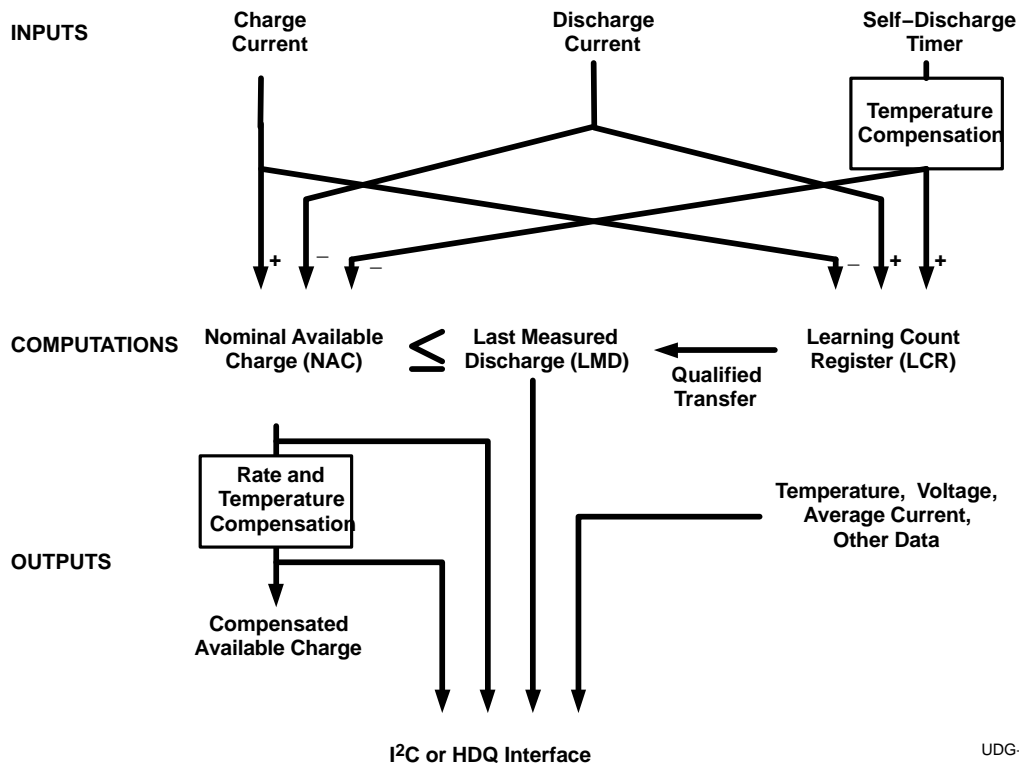 INPUTS
Charge
Current
Discharge
Current
Self−Discharge
Timer
Temperature
Compensation
+
−
−
−
+
+
COMPUTATIONS
Nominal Available
Charge (NAC)
≤
Last Measured
Discharge (LMD)
Qualified
Transfer
Learning Count
Register (LCR)
Rate and
Temperature
Compensation
Temperature, Voltage,
Average Current,
Other Data
OUTPUTS
Compensated
Available Charge
I²C or HDQ Interface
UDG-